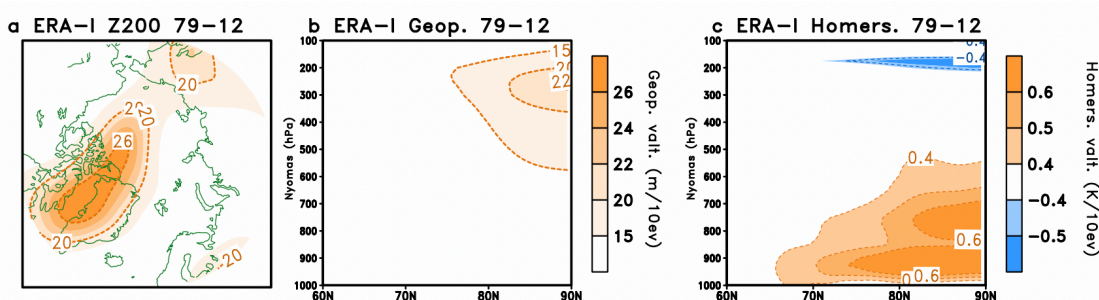 a ERA-I Z200 79-12
b ERA-I Geop. 79-12
c ERA-I Homers. 79-12
20
20
20
26
20
-20
Nyomas (hPa)
100
200
300
400
500
600
700
800
900
1000
60N
70N
80N
90N
15
22
26
24
22
20
15
Geop. valt. (m/10ev)
Nyomas (hPa)
100
200
300
400
500
600
700
800
900
1000
60N
70N
80N
90N
-0.4
0.4
0.6
0.6
0.6
0.5
0.4
-0.4
-0.5
Homers. valt. (K/10ev)